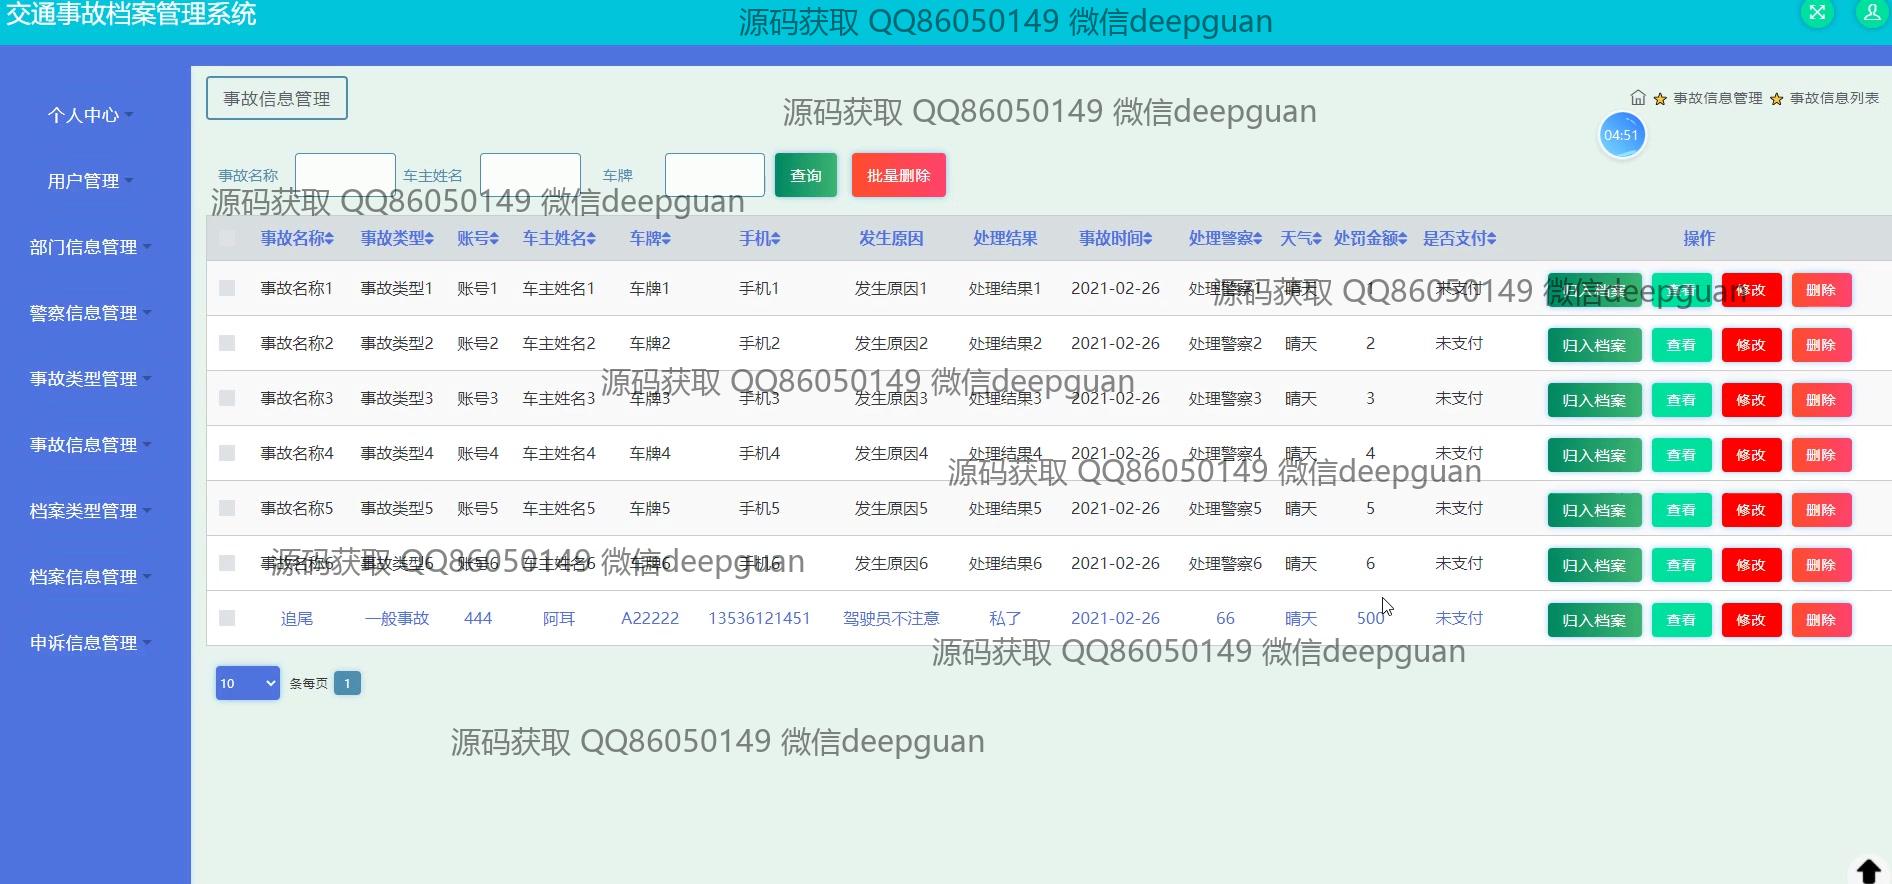 交通事故档案管理系统
源码获取 QQ86050149 微信deepguan
事故信息管理
源码获取 QQ86050149 微信deepguan
事故信息管理 事故信息列表
04:51
个人中心
用户管理
部门信息管理
警察信息管理
事故类型管理
事故信息管理
档案类型管理
档案信息管理
申诉信息管理
事故名称 车主姓名 车牌 查询 批量删除
源码获取 QQ86050149 微信deepguan
事故名称 事故类型 账号 车主姓名 车牌 手机 发生原因 处理结果 事故时间 处理警察 天气 处罚金额 是否支付 操作
事故名称1 事故类型1 账号1 车主姓名1 车牌1 手机1 发生原因1 处理结果1 2021-02-26 处理警察1 晴天 1 未支付 归入档案 查看 修改 删除
源码获取 QQ86050149 微信deepguan
事故名称2 事故类型2 账号2 车主姓名2 车牌2 手机2 发生原因2 处理结果2 2021-02-26 处理警察2 晴天 2 未支付 归入档案 查看 修改 删除
源码获取 QQ86050149 微信deepguan
事故名称3 事故类型3 账号3 车主姓名3 车牌3 手机3 发生原因3 处理结果3 2021-02-26 处理警察3 晴天 3 未支付 归入档案 查看 修改 删除
事故名称4 事故类型4 账号4 车主姓名4 车牌4 手机4 发生原因4 处理结果4 2021-02-26 处理警察4 晴天 4 未支付 归入档案 查看 修改 删除
源码获取 QQ86050149 微信deepguan
事故名称5 事故类型5 账号5 车主姓名5 车牌5 手机5 发生原因5 处理结果5 2021-02-26 处理警察5 晴天 5 未支付 归入档案 查看 修改 删除
事故名称6 事故类型6 账号6 车主姓名6 车牌6 手机6 发生原因6 处理结果6 2021-02-26 处理警察6 晴天 6 未支付 归入档案 查看 修改 删除
源码获取 QQ86050149 微信deepguan
追尾 一般事故 444 阿耳 A22222 13536121451 驾驶员不注意 私了 2021-02-26 66 晴天 500 未支付 归入档案 查看 修改 删除
源码获取 QQ86050149 微信deepguan
10 条每页 1
源码获取 QQ86050149 微信deepguan